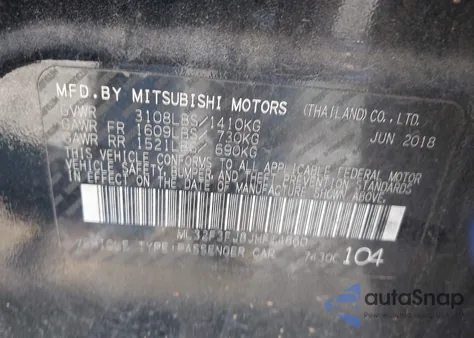 MFD.BY MITSUBISHI MOTORS (THAILAND) CO., LTD.
GVWR 3108LBS/1410KG JUN 2018
GAWR FR 1609LBS/730KG
GAWR RR 1521LBS/690KG
THIS VEHICLE CONFORMS TO ALL APPLICABLE FEDERAL MOTOR
VEHICLE SAFETY, BUMPER, AND THEFT PREVENTION STANDARDS
IN EFFECT ON THE DATE OF MANUFACTURE SHOWN ABOVE.
VEHICLE TYPE: PASSENGER CAR 104
autoSnap